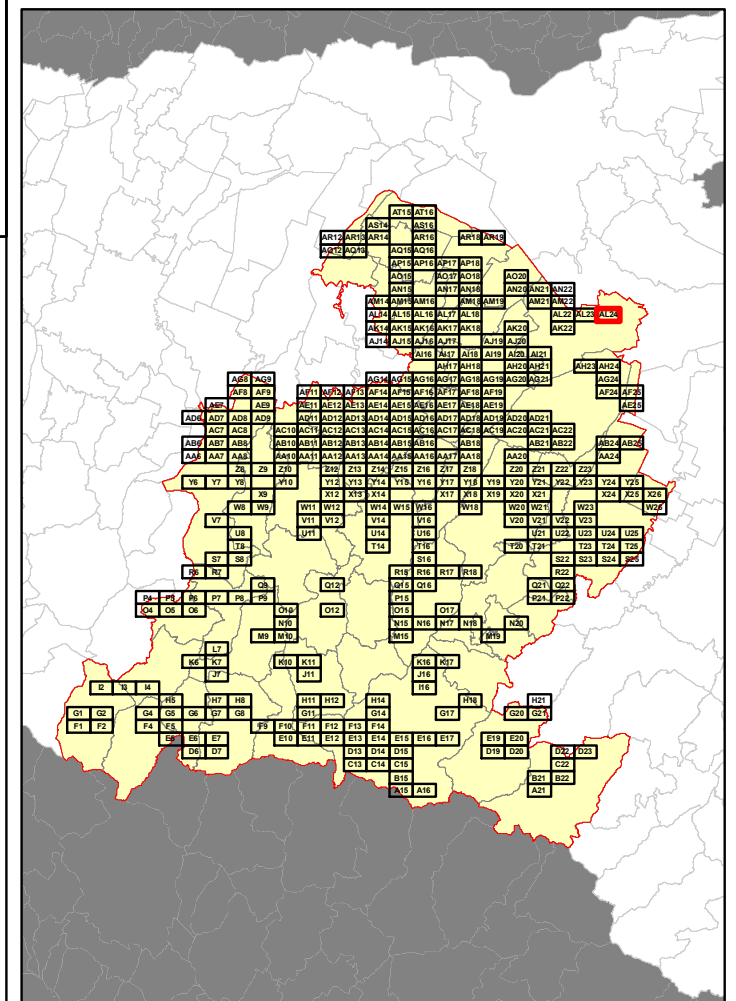 AT15 AT16
AS14 AS16
AR12 AR13 AR14 AR16 AR18 AR19
AQ12 AQ13 AQ15 AQ16
AP15 AP16 AP17 AP18
AO15 AO17 AO18 AO20
AN15 AN17 AN18 AN20 AN21 AN22
AM14 AM15 AM16 AM18 AM19 AM21 AM22
AL14 AL15 AL16 AL17 AL18 AL22 AL23 AL24
AK14 AK15 AK16 AK17 AK18 AK20 AK22
AJ14 AJ15 AJ16 AJ17 AJ19 AJ20
AI16 AI17 AI18 AI19 AI20 AI21
AH17 AH18 AH20 AH21 AH23 AH24
AG8 AG9 AG14 AG15 AG16 AG17 AG18 AG19 AG20 AG21 AG24
AF8 AF9 AF11 AF12 AF13 AF14 AF15 AF16 AF17 AF18 AF19 AF24 AF25
AE7 AE9 AE11 AE12 AE13 AE14 AE15 AE16 AE17 AE18 AE19 AE25
AD6 AD7 AD8 AD9 AD11 AD12 AD13 AD14 AD15 AD16 AD17 AD18 AD19 AD20 AD21
AC7 AC8 AC10 AC11 AC12 AC13 AC14 AC15 AC16 AC17 AC18 AC19 AC20 AC21 AC22
AB6 AB7 AB8 AB10 AB11 AB12 AB13 AB14 AB15 AB16 AB18 AB21 AB22 AB24 AB25
AA6 AA7 AA8 AA10 AA11 AA12 AA13 AA14 AA15 AA16 AA17 AA18 AA20 AA24
Z8 Z9 Z10 Z12 Z13 Z14 Z15 Z16 Z17 Z18 Z20 Z21 Z22 Z23
Y6 Y7 Y8 Y10 Y12 Y13 Y14 Y15 Y16 Y17 Y18 Y19 Y20 Y21 Y22 Y23 Y24 Y25
X9 X12 X13 X14 X17 X18 X19 X20 X21 X24 X25 X26
W8 W9 W11 W12 W14 W15 W16 W18 W20 W21 W23 W26
V7 V11 V12 V14 V16 V20 V21 V22 V23
U8 U11 U14 U16 U21 U22 U23 U24 U25
T8 T14 T16 T20 T21 T23 T24 T25
S7 S8 S16 S22 S23 S24 S25
R6 R7 R15 R16 R17 R18 R22
Q9 Q12 Q15 Q16 Q21 Q22
P4 P5 P6 P7 P8 P9 P15 P21 P22
O4 O5 O6 O10 O12 O15 O17
N10 N15 N16 N17 N18 N20
M9 M10 M15 M19
L7
K6 K7 K10 K11 K16 K17
J7 J11 J16
I2 I3 I4 I16
H5 H7 H8 H11 H12 H14 H18 H21
G1 G2 G4 G5 G6 G7 G8 G11 G14 G17 G20 G21
F1 F2 F4 F5 F9 F10 F11 F12 F13 F14
E5 E6 E7 E10 E11 E12 E13 E14 E15 E16 E17 E19 E20
D6 D7 D13 D14 D15 D19 D20 D22 D23
C13 C14 C15 C22
B15 B21 B22
A15 A16 A21